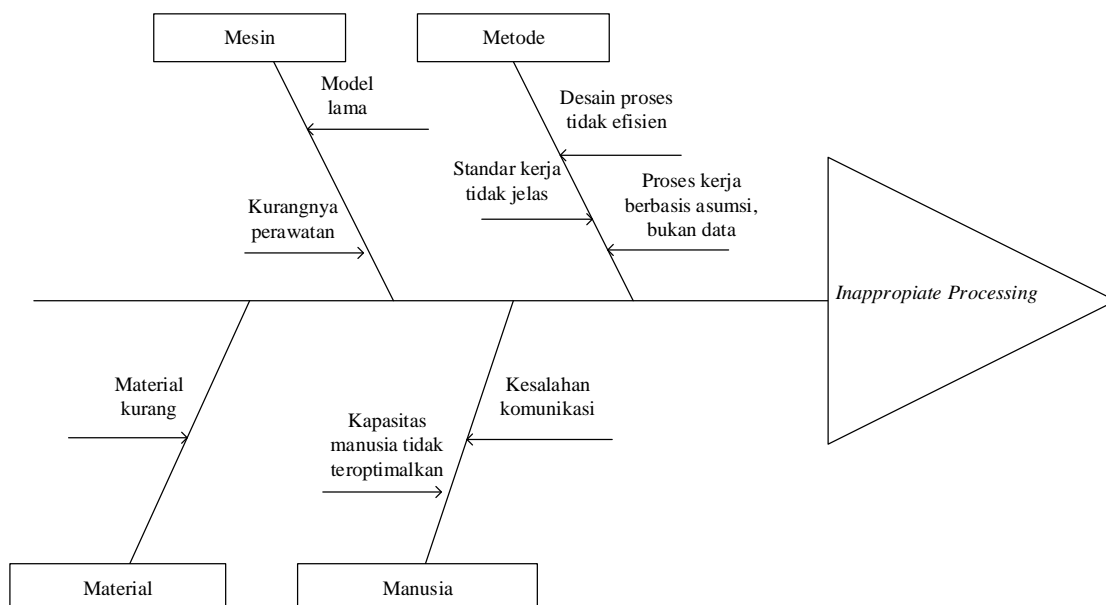 Mesin
Metode
Model
lama
Desain proses
tidak efisien
Standar kerja
tidak jelas
Proses kerja
berbasis asumsi,
bukan data
Kurangnya
perawatan
Inappropiate Processing
Material
kurang
Kesalahan
komunikasi
Kapasitas
manusia tidak
teroptimalkan
Material
Manusia